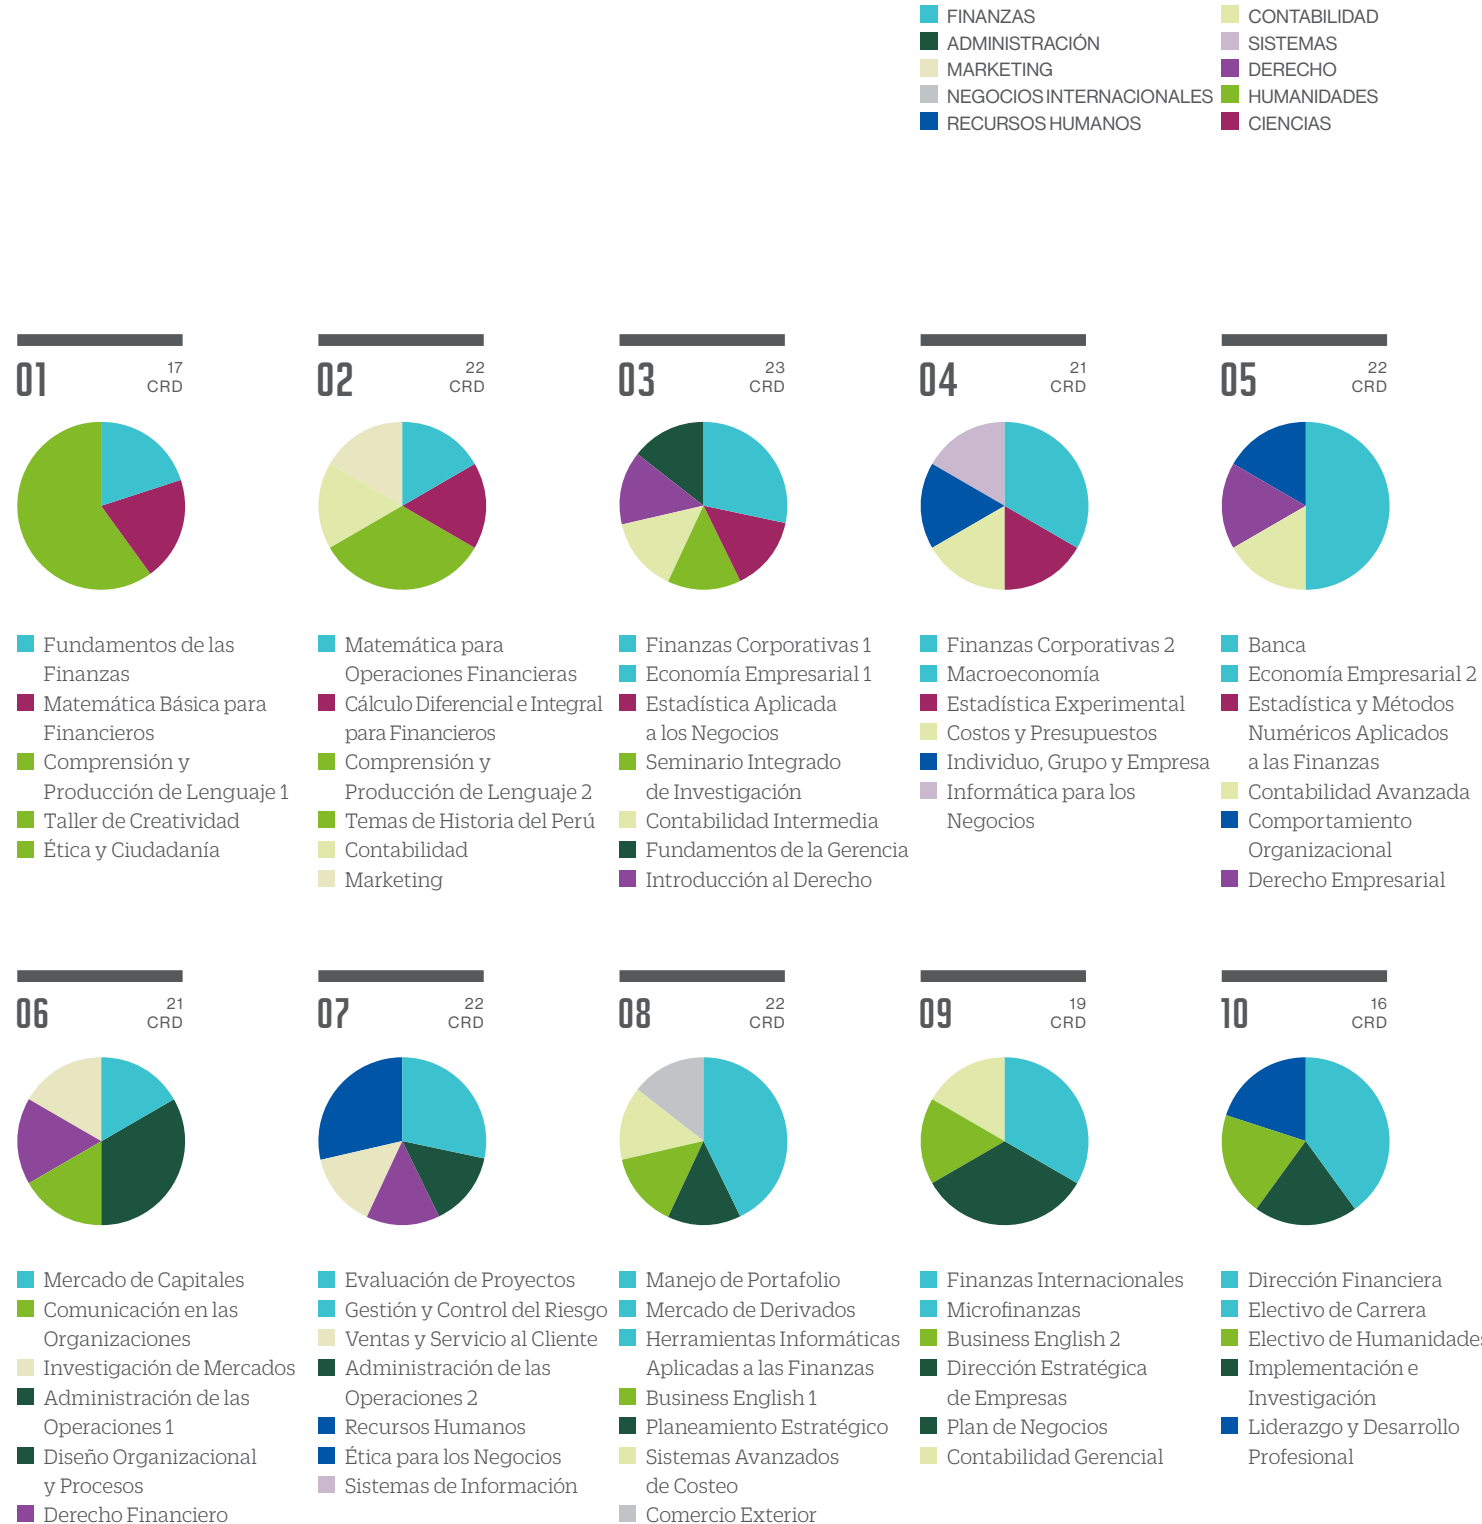 FINANZAS
ADMINISTRACIÓN
MARKETING
NEGOCIOS INTERNACIONALES
RECURSOS HUMANOS
CONTABILIDAD
SISTEMAS
DERECHO
HUMANIDADES
CIENCIAS
01
17
CRD
Fundamentos de las
Finanzas
Matemática Básica para
Financieros
Comprensión y
Producción de Lenguaje 1
Taller de Creatividad
Ética y Ciudadanía
02
22
CRD
Matemática para
Operaciones Financieras
Cálculo Diferencial e Integral
para Financieros
Comprensión y
Producción de Lenguaje 2
Temas de Historia del Perú
Contabilidad
Marketing
03
23
CRD
Finanzas Corporativas 1
Economía Empresarial 1
Estadística Aplicada
a los Negocios
Seminario Integrado
de Investigación
Contabilidad Intermedia
Fundamentos de la Gerencia
Introducción al Derecho
04
21
CRD
Finanzas Corporativas 2
Macroeconomía
Estadística Experimental
Costos y Presupuestos
Individuo, Grupo y Empresa
Informática para los
Negocios
05
22
CRD
Banca
Economía Empresarial 2
Estadística y Métodos
Numéricos Aplicados
a las Finanzas
Contabilidad Avanzada
Comportamiento
Organizacional
Derecho Empresarial
06
21
CRD
Mercado de Capitales
Comunicación en las
Organizaciones
Investigación de Mercados
Administración de las
Operaciones 1
Diseño Organizacional
y Procesos
Derecho Financiero
07
22
CRD
Evaluación de Proyectos
Gestión y Control del Riesgo
Ventas y Servicio al Cliente
Administración de las
Operaciones 2
Recursos Humanos
Ética para los Negocios
Sistemas de Información
08
22
CRD
Manejo de Portafolio
Mercado de Derivados
Herramientas Informáticas
Aplicadas a las Finanzas
Business English 1
Planeamiento Estratégico
Sistemas Avanzados
de Costeo
Comercio Exterior
09
19
CRD
Finanzas Internacionales
Microfinanzas
Business English 2
Dirección Estratégica
de Empresas
Plan de Negocios
Contabilidad Gerencial
10
16
CRD
Dirección Financiera
Electivo de Carrera
Electivo de Humanidades
Implementación e
Investigación
Liderazgo y Desarrollo
Profesional